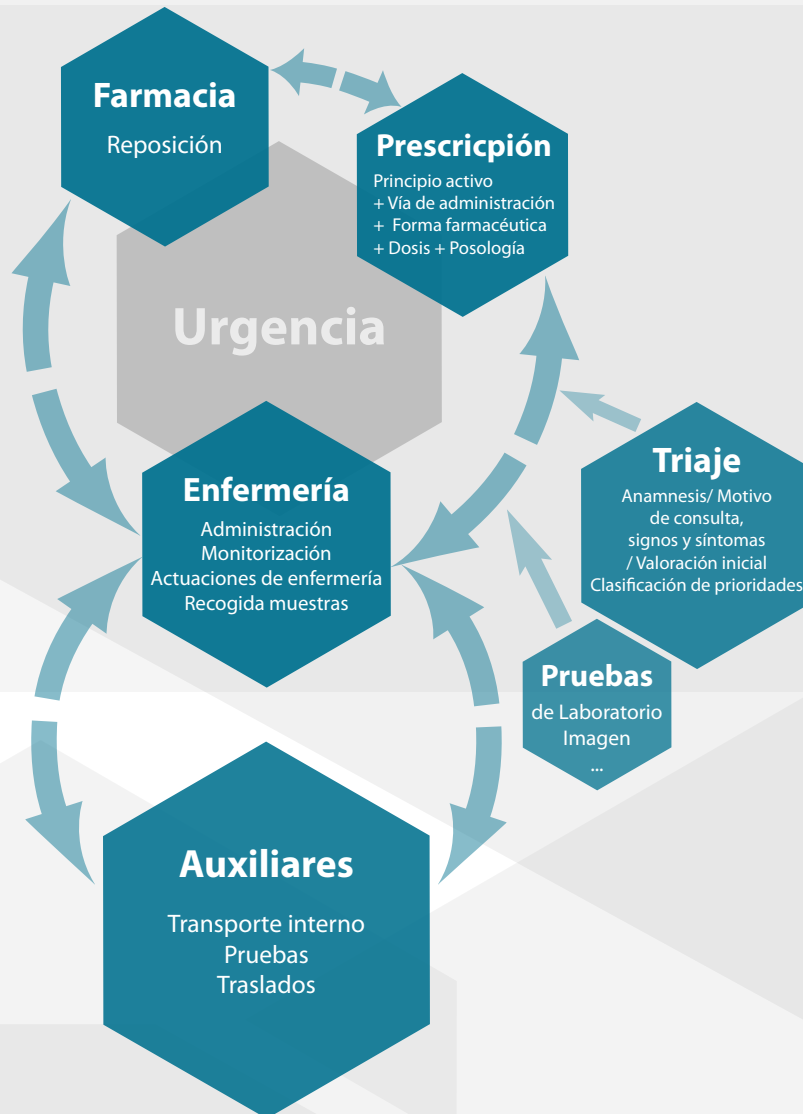 Farmacia
Reposición
Prescricpión
Principio activo
+ Vía de administración
+ Forma farmacéutica
+ Dosis + Posología
Urgencia
Enfermería
Administración
Monitorización
Actuaciones de enfermería
Recogida muestras
Triaje
Anamnesis/ Motivo
de consulta,
signos y síntomas
/ Valoración inicial
Clasificación de prioridades
Pruebas
de Laboratorio
Imagen
...
Auxiliares
Transporte interno
Pruebas
Traslados